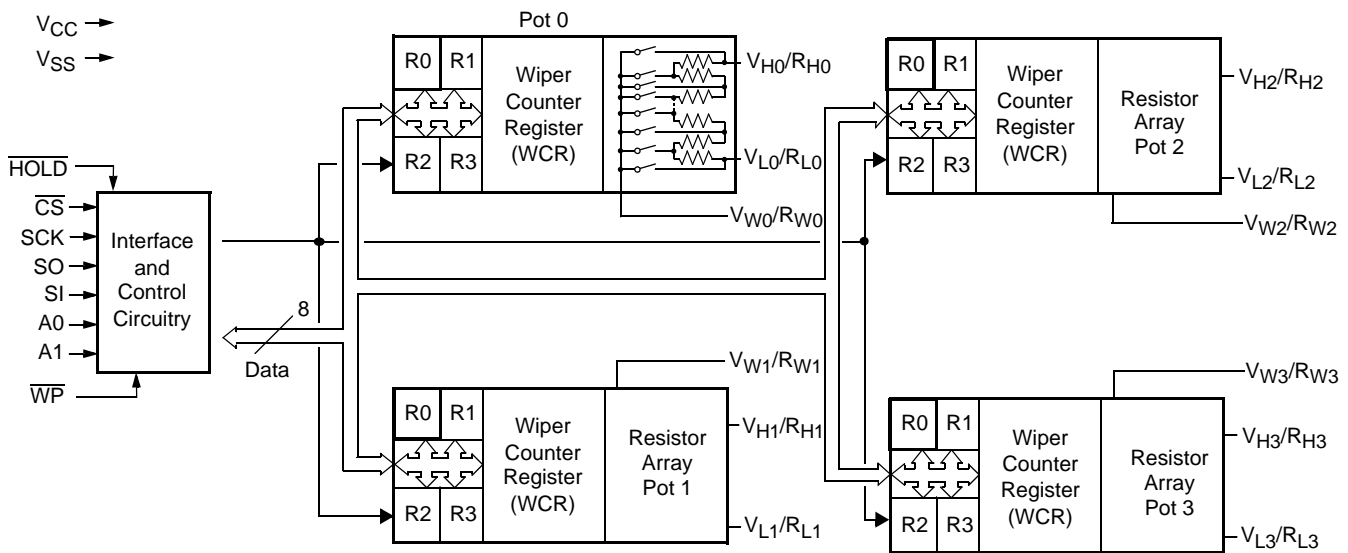 VCC
VSS
HOLD
CS
SCK
SO
SI
A0
A1
WP
Interface
and
Control
Circuitry
8
Data
Pot 0
R0 R1
R2 R3
Wiper
Counter
Register
(WCR)
VH0/RH0
VL0/RL0
VW0/RW0
R0 R1
R2 R3
Wiper
Counter
Register
(WCR)
Resistor
Array
Pot 2
VH2/RH2
VL2/RL2
VW2/RW2
R0 R1
R2 R3
Wiper
Counter
Register
(WCR)
Resistor
Array
Pot 1
VW1/RW1
VH1/RH1
VL1/RL1
R0 R1
R2 R3
Wiper
Counter
Register
(WCR)
Resistor
Array
Pot 3
VW3/RW3
VH3/RH3
VL3/RL3